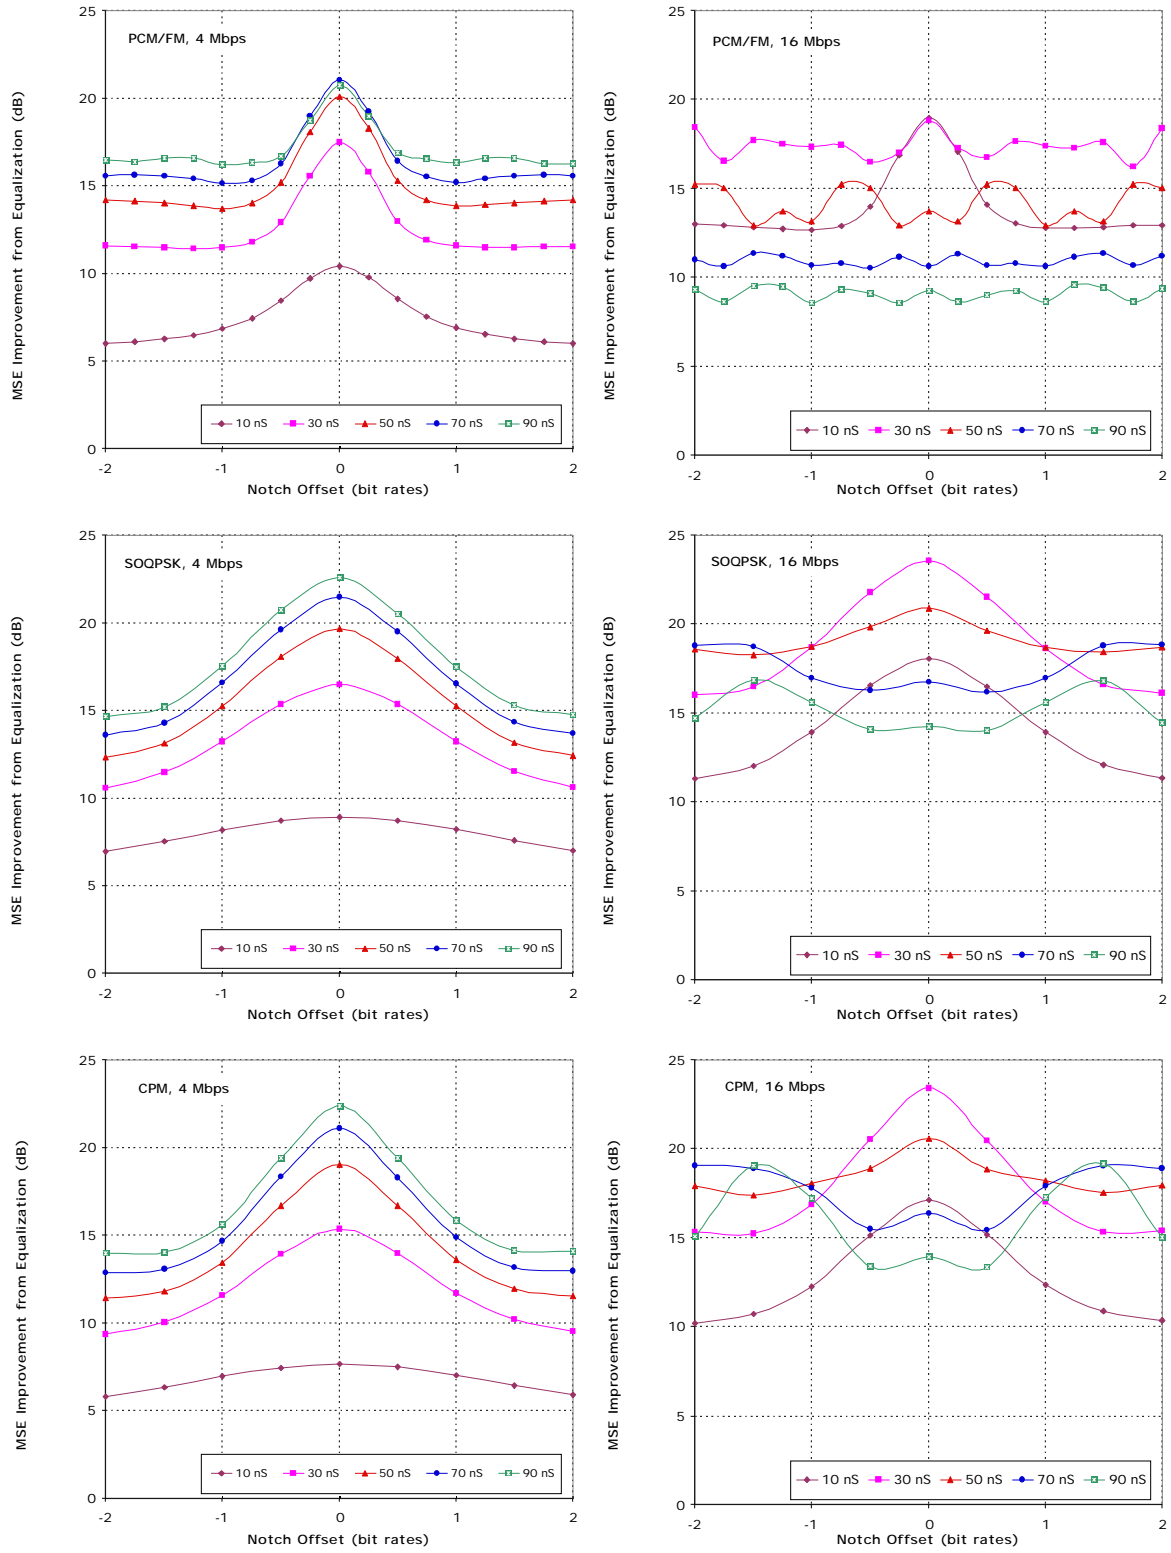 PCM/FM, 4 Mbps
MSE Improvement from Equalization (dB)
25
20
15
10
5
0
-2 -1 0 1 2
10 nS 30 nS 50 nS 70 nS 90 nS
Notch Offset (bit rates)
PCM/FM, 16 Mbps
MSE Improvement from Equalization (dB)
25
20
15
10
5
0
-2 -1 0 1 2
10 nS 30 nS 50 nS 70 nS 90 nS
Notch Offset (bit rates)
SOQPSK, 4 Mbps
MSE Improvement from Equalization (dB)
25
20
15
10
5
0
-2 -1 0 1 2
10 nS 30 nS 50 nS 70 nS 90 nS
Notch Offset (bit rates)
SOQPSK, 16 Mbps
MSE Improvement from Equalization (dB)
25
20
15
10
5
0
-2 -1 0 1 2
10 nS 30 nS 50 nS 70 nS 90 nS
Notch Offset (bit rates)
CPM, 4 Mbps
MSE Improvement from Equalization (dB)
25
20
15
10
5
0
-2 -1 0 1 2
10 nS 30 nS 50 nS 70 nS 90 nS
Notch Offset (bit rates)
CPM, 16 Mbps
MSE Improvement from Equalization (dB)
25
20
15
10
5
0
-2 -1 0 1 2
10 nS 30 nS 50 nS 70 nS 90 nS
Notch Offset (bit rates)